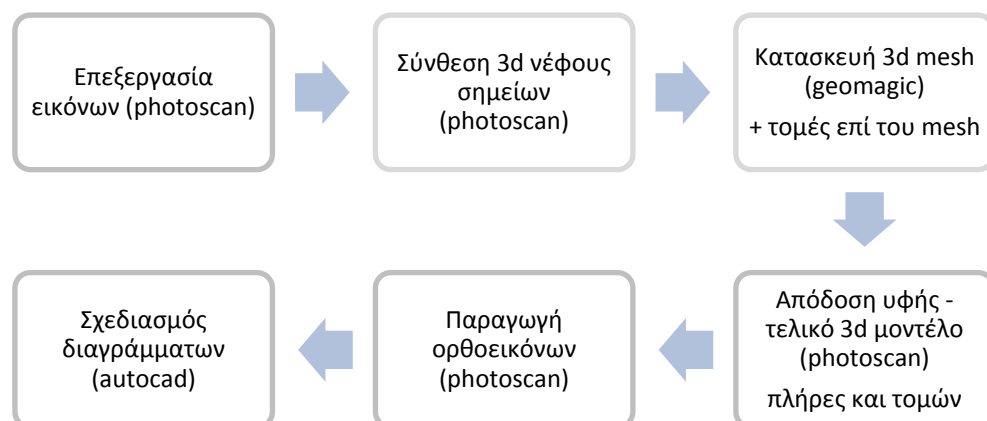 Επεξεργασία
εικόνων (photoscan)
Σύνθεση 3d νέφους
σημείων
(photoscan)
Κατασκευή 3d mesh
(geomagic)
+ τομές επί του mesh
Απόδοση υφής -
τελικό 3d μοντέλο
(photoscan)
πλήρες και τομών
Παραγωγή
ορθοεικόνων
(photoscan)
Σχεδιασμός
διαγράμματων
(autocad)